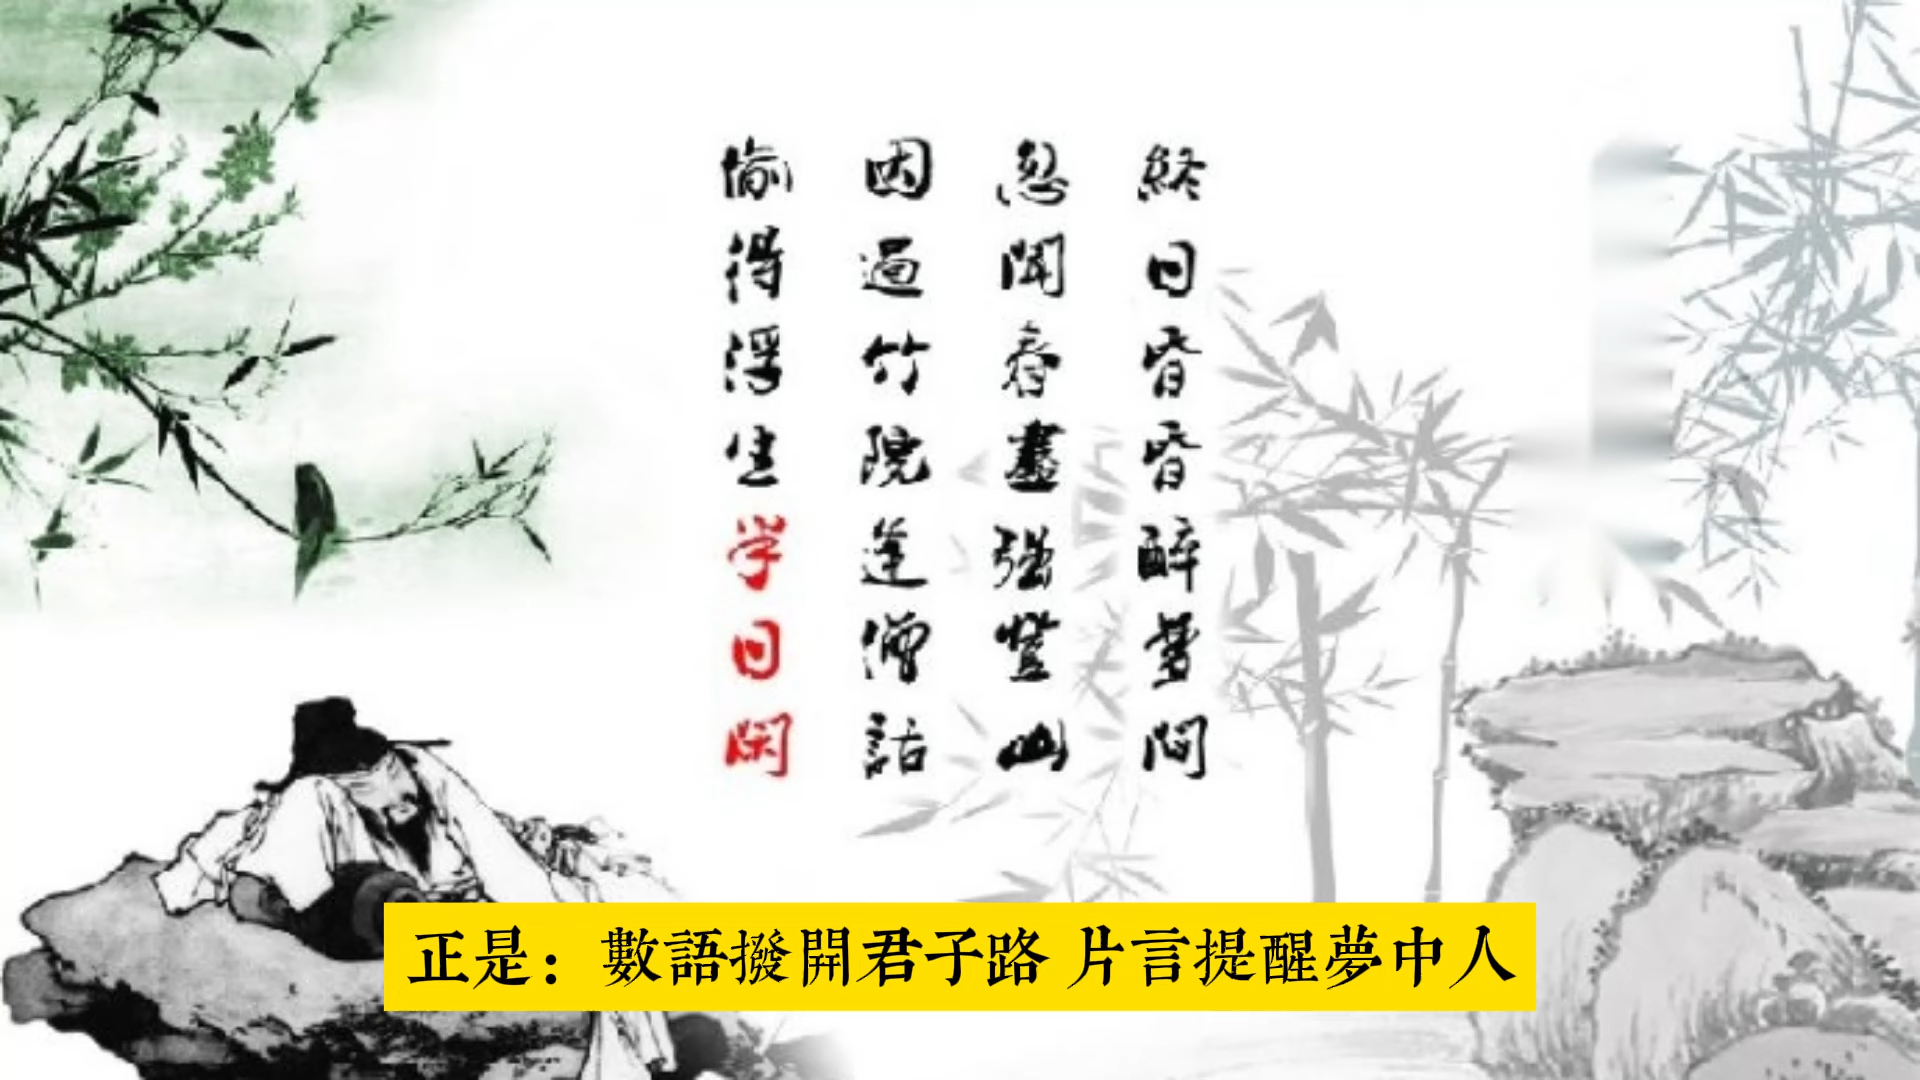 終日昏昏醉夢間
忽聞春盡強登山
因過竹院逢僧話
愉得浮生学日閑
正是：數語撥開君子路 片言提醒夢中人